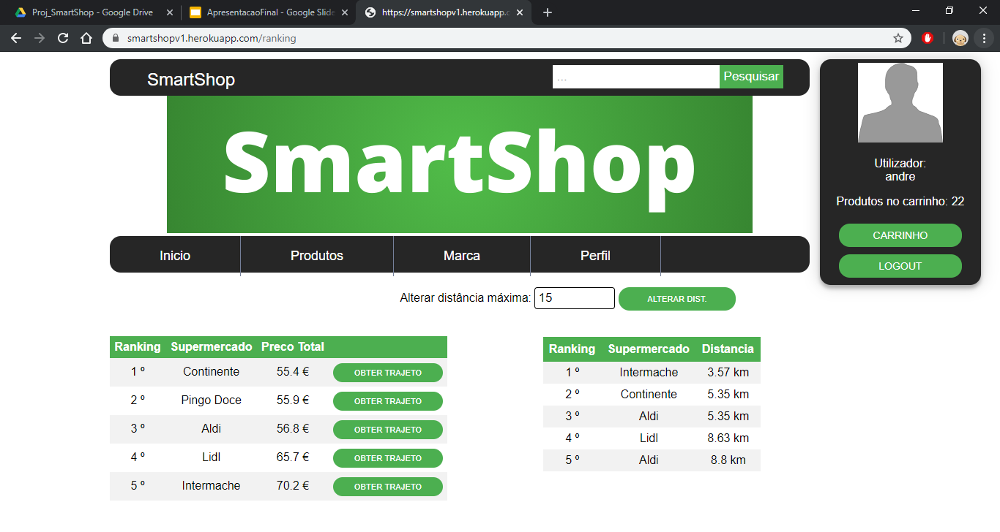 Proj_SmartShop - Google Drive
ApresentacaoFinal - Google Slide
https://smartshopv1.herokuapp.c
smartshopv1.herokuapp.com/ranking
SmartShop
...
Pesquisar
SmartShop
Utilizador:
andre
Produtos no carrinho: 22
CARRINHO
LOGOUT
Inicio Produtos Marca Perfil
Alterar distância máxima: 15 ALTERAR DIST.
Ranking Supermercado Preco Total
1 º Continente 55.4 € OBTER TRAJETO
2 º Pingo Doce 55.9 € OBTER TRAJETO
3 º Aldi 56.8 € OBTER TRAJETO
4 º Lidl 65.7 € OBTER TRAJETO
5 º Intermache 70.2 € OBTER TRAJETO
Ranking Supermercado Distancia
1 º Intermache 3.57 km
2 º Continente 5.35 km
3 º Aldi 5.35 km
4 º Lidl 8.63 km
5 º Aldi 8.8 km